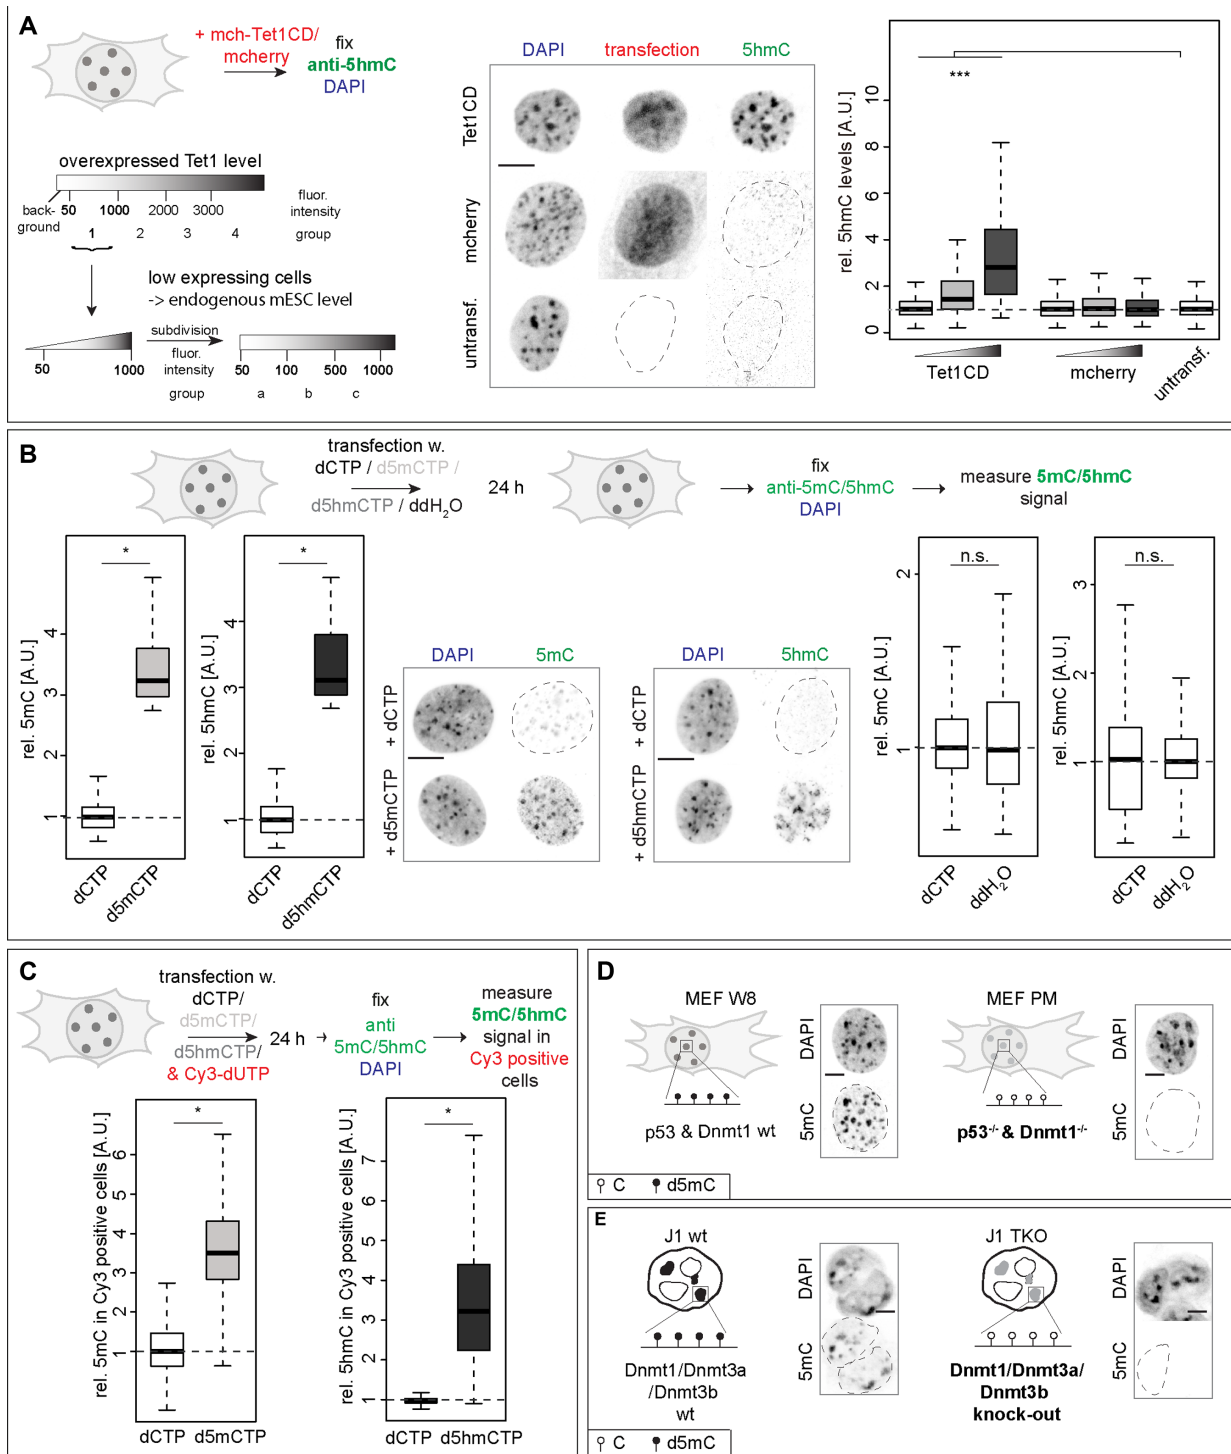 A
+ mch-Tet1CD/
mcherry
fix
anti-5hmC
DAPI
overexpressed Tet1 level
back-
ground
50 1000 2000 3000
fluor.
intensity
1 2 3 4 group
low expressing cells
-> endogenous mESC level
subdivision
fluor.
intensity
50 1000
50 100 500 1000
group a b c
DAPI transfection 5hmC
Tet1CD
mcherry
untransf.
rel. 5hmC levels [A.U.]
10
8
6
4
2
0
***
Tet1CD mcherry untransf.
B
transfection w.
dCTP / d5mCTP /
d5hmCTP / ddH2O
24 h
fix
anti-5mC/5hmC
DAPI
measure 5mC/5hmC
signal
rel. 5mC [A.U.]
4
3
2
1
*
dCTP d5mCTP
rel. 5hmC [A.U.]
4
3
2
1
*
dCTP d5hmCTP
DAPI 5mC
+ dCTP
+ d5mCTP
DAPI 5hmC
+ dCTP
+ d5hmCTP
rel. 5mC [A.U.]
2
1
n.s.
dCTP ddH2O
rel. 5hmC [A.U.]
3
2
1
n.s.
dCTP ddH2O
C
transfection w.
dCTP/
d5mCTP/
d5hmCTP/
& Cy3-dUTP
24 h
fix
anti
5mC/5hmC
DAPI
measure
5mC/5hmC
signal in
Cy3 positive
cells
rel. 5mC in Cy3 positive cells [A.U.]
6
5
4
3
2
1
*
dCTP d5mCTP
rel. 5hmC in Cy3 positive cells [A.U.]
7
6
5
4
3
2
1
*
dCTP d5hmCTP
D
MEF W8
p53 & Dnmt1 wt
DAPI
5mC
MEF PM
p53-/- & Dnmt1-/-
DAPI
5mC
C d5mC
E
J1 wt
Dnmt1/Dnmt3a
/Dnmt3b
wt
DAPI
5mC
J1 TKO
Dnmt1/Dnmt3a/
Dnmt3b
knock-out
DAPI
5mC
C d5mC